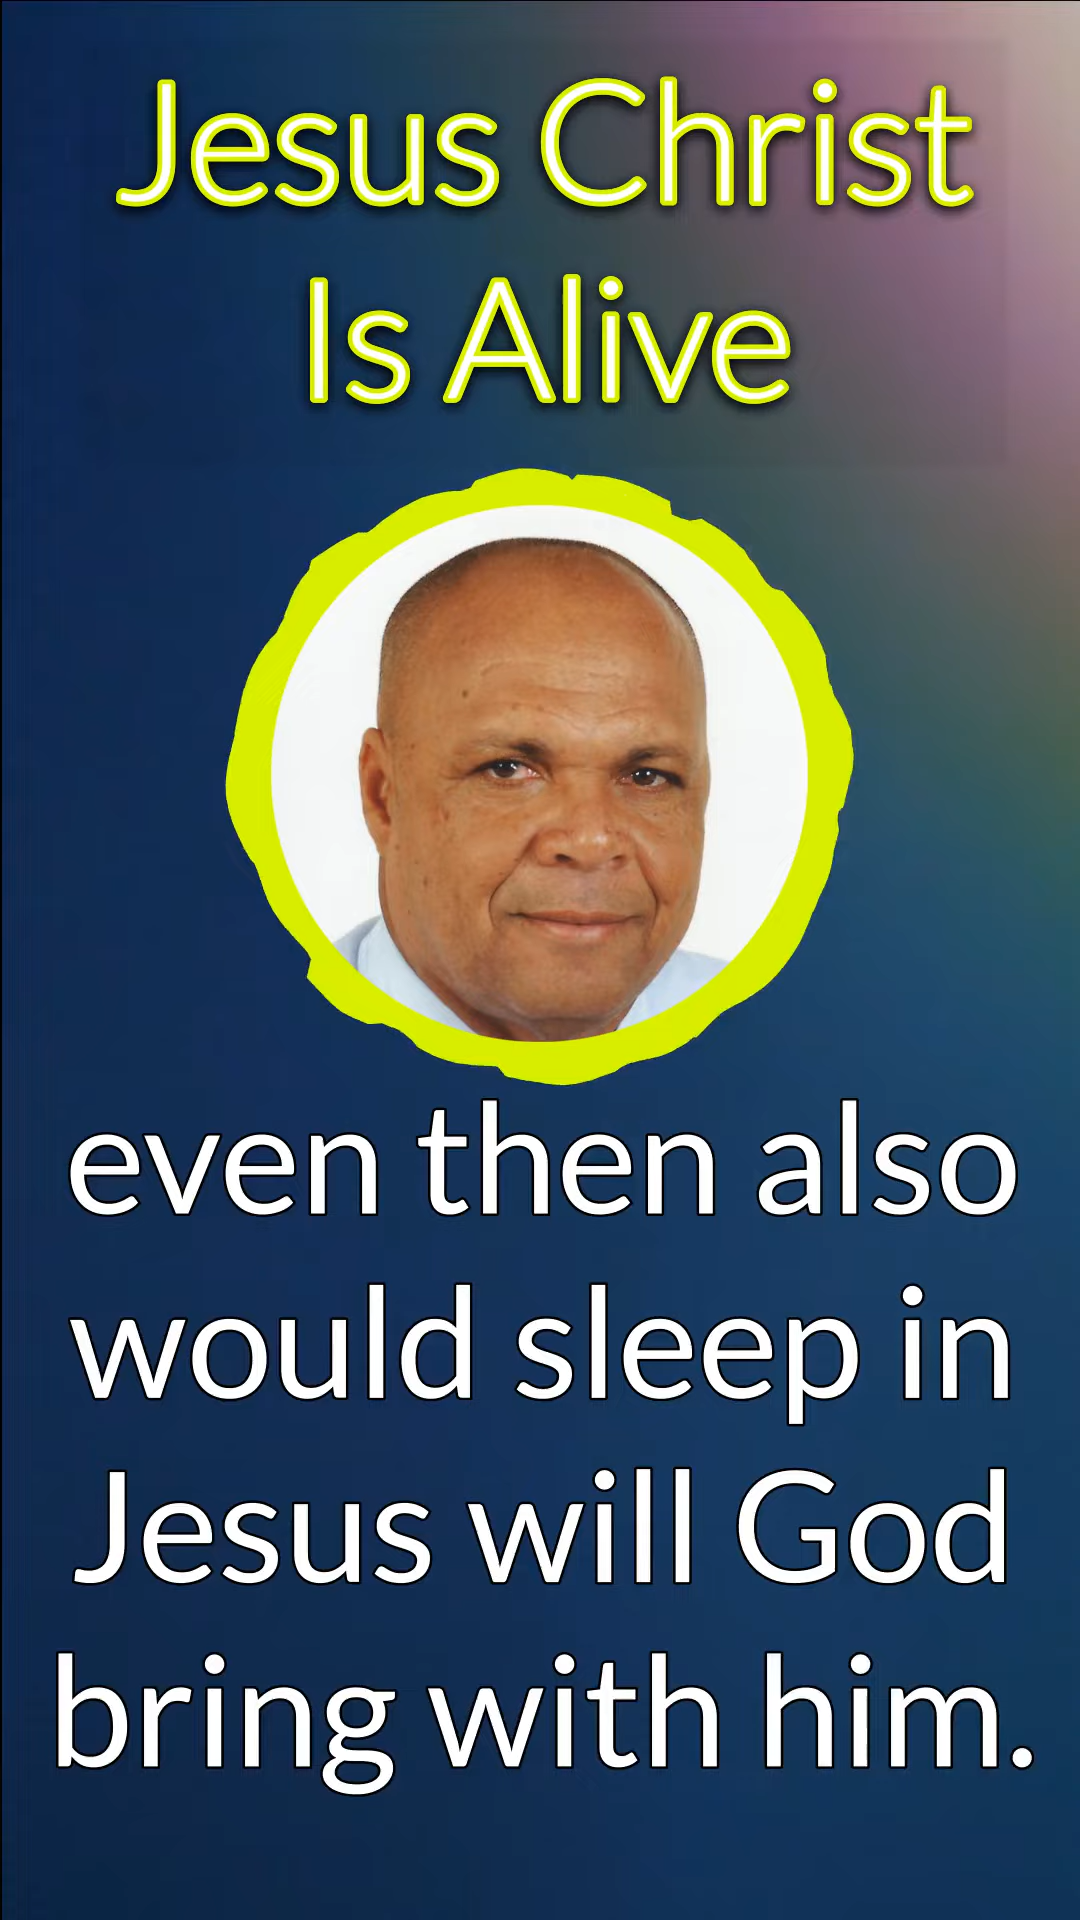 Jesus Christ
Is Alive
even then also
would sleep in
Jesus will God
bring with him.